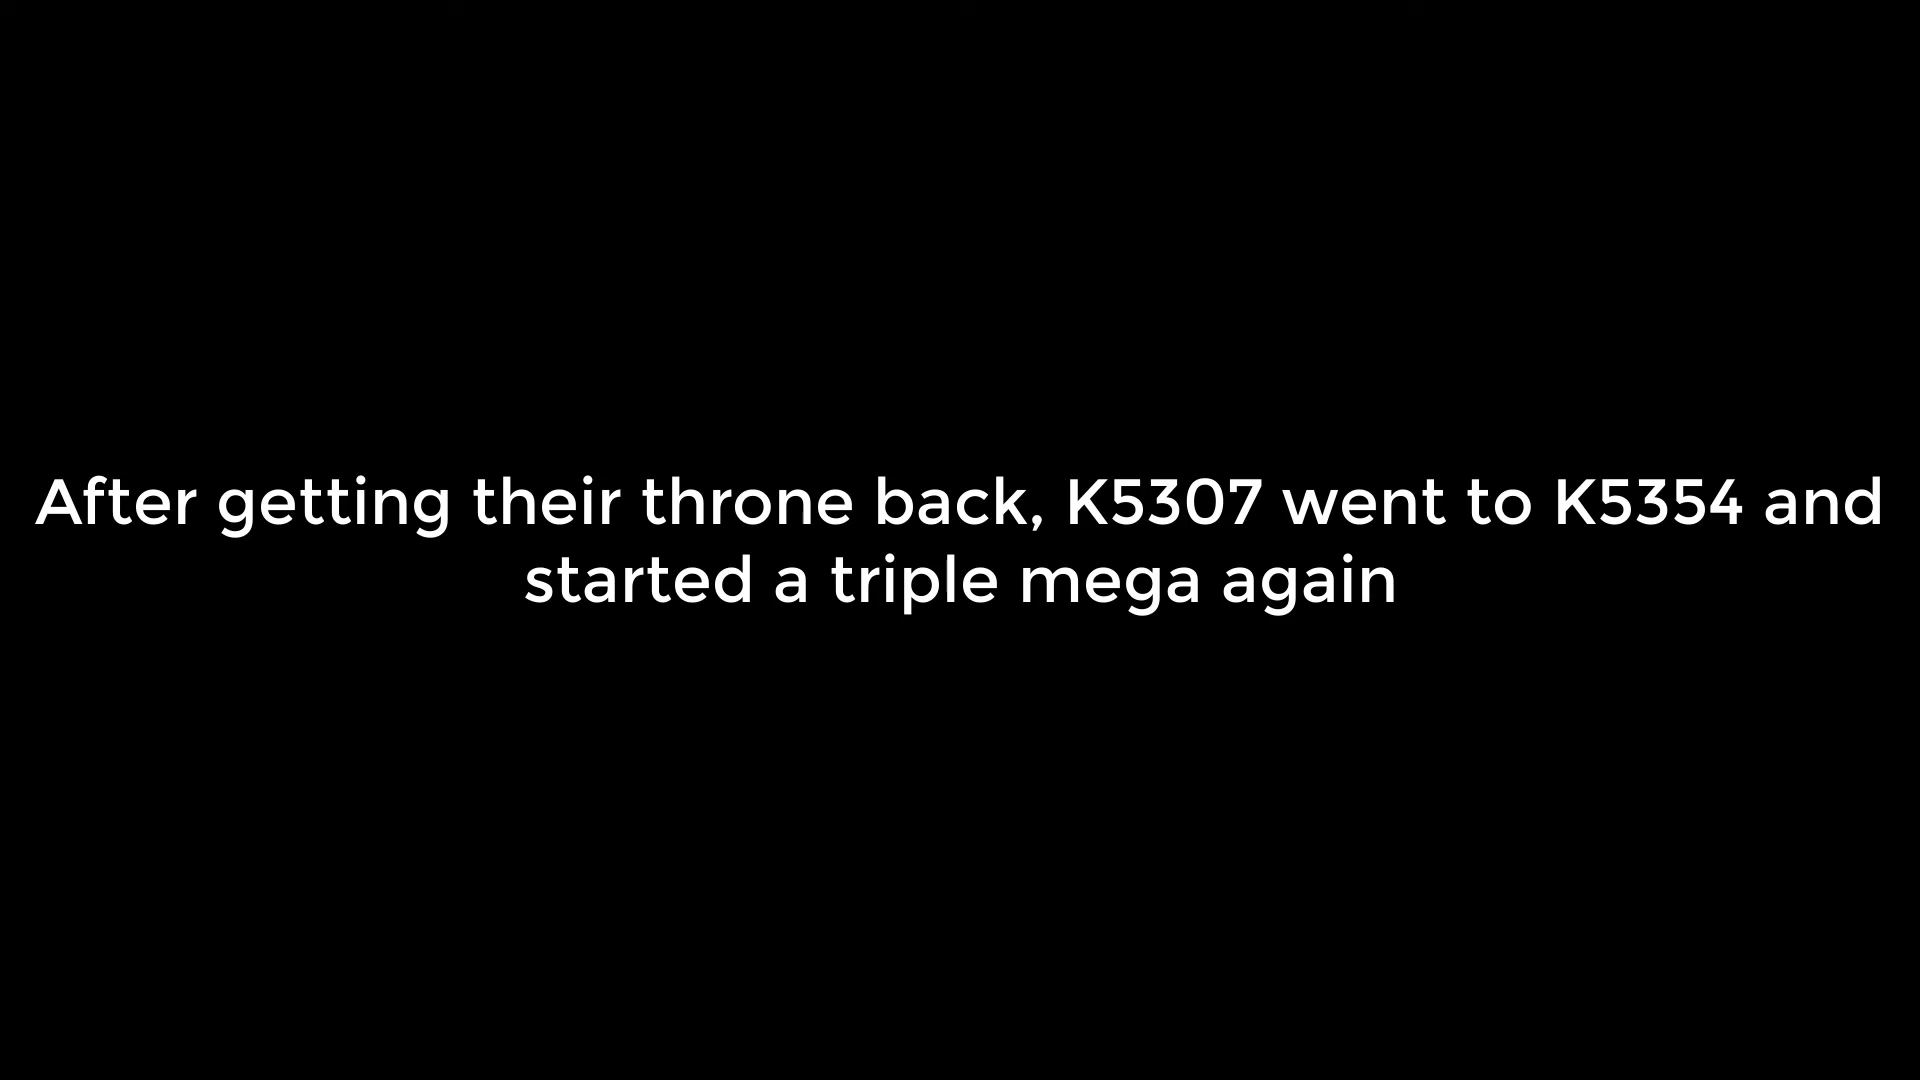 After getting their throne back, K5307 went to K5354 and
started a triple mega again